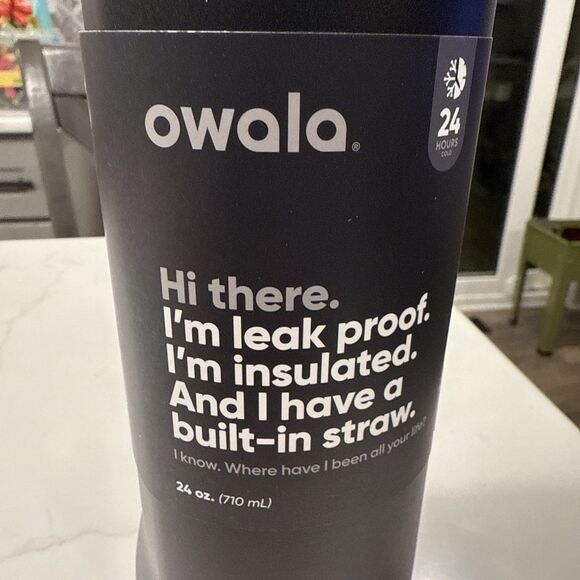 owala®
24
HOURS
COLD
Hi there.
I'm leak proof.
I'm insulated.
And I have a
built-in straw.
I know. Where have I been all your life?
24 oz. (710 mL)